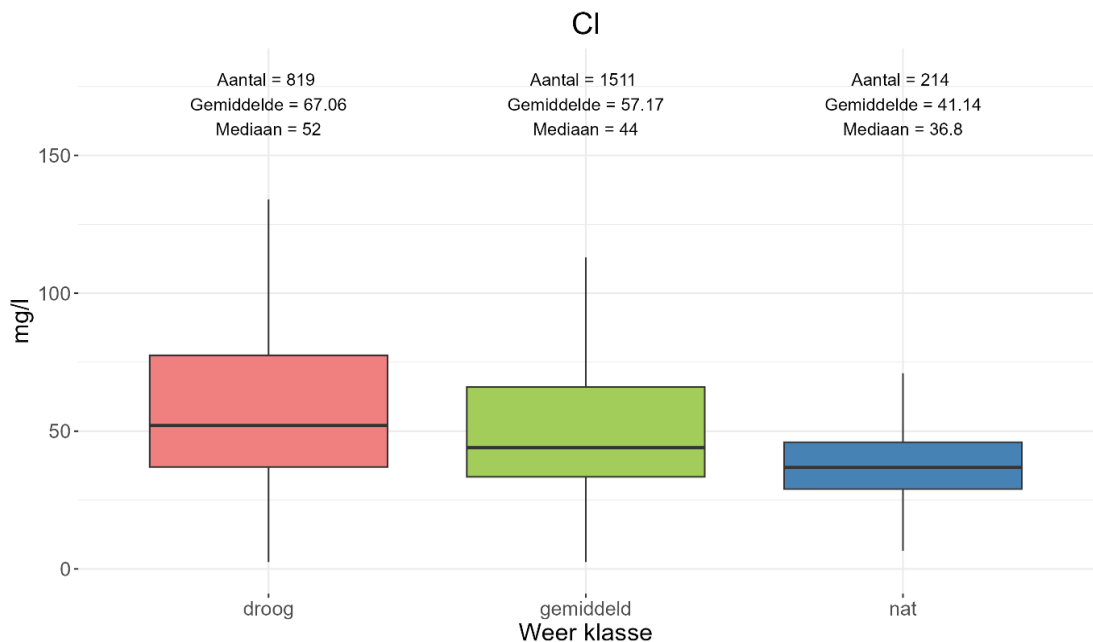 Cl
Aantal = 819
Gemiddelde = 67.06
Mediaan = 52
Aantal = 1511
Gemiddelde = 57.17
Mediaan = 44
Aantal = 214
Gemiddelde = 41.14
Mediaan = 36.8
150
100
50
0
mg/l
droog
gemiddeld
nat
Weer klasse